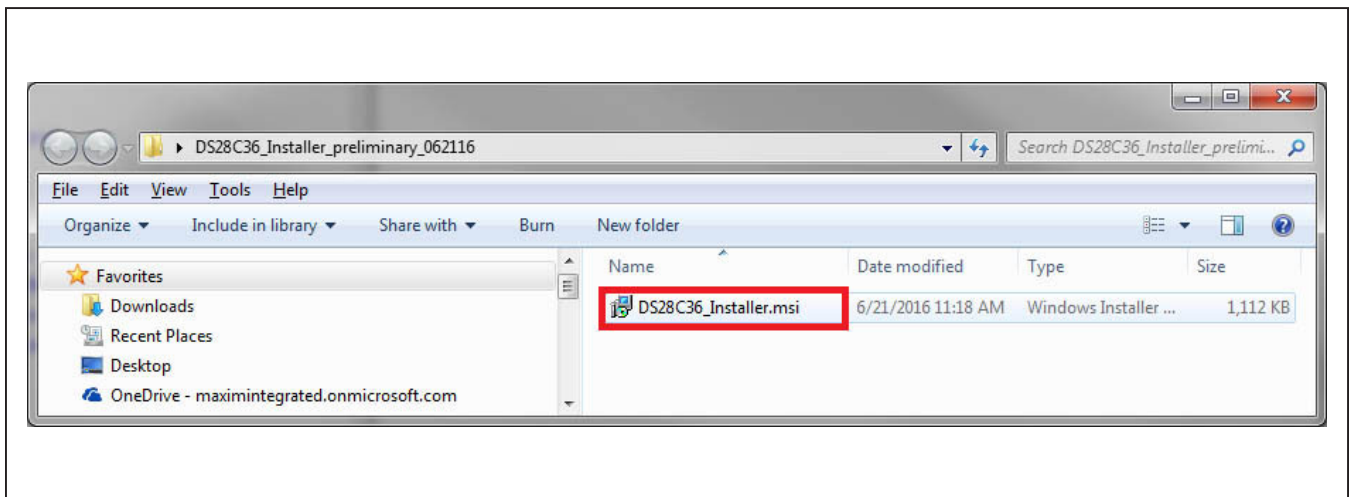 DS28C36_Installer_preliminary_062116
Search DS28C36_Installer_prelimi...
File Edit View Tools Help
Organize Include in library Share with Burn New folder
Name Date modified Type Size
Favorites
DS28C36_Installer.msi 6/21/2016 11:18 AM Windows Installer ... 1,112 KB
Downloads
Recent Places
Desktop
OneDrive - maximintegrated.onmicrosoft.com